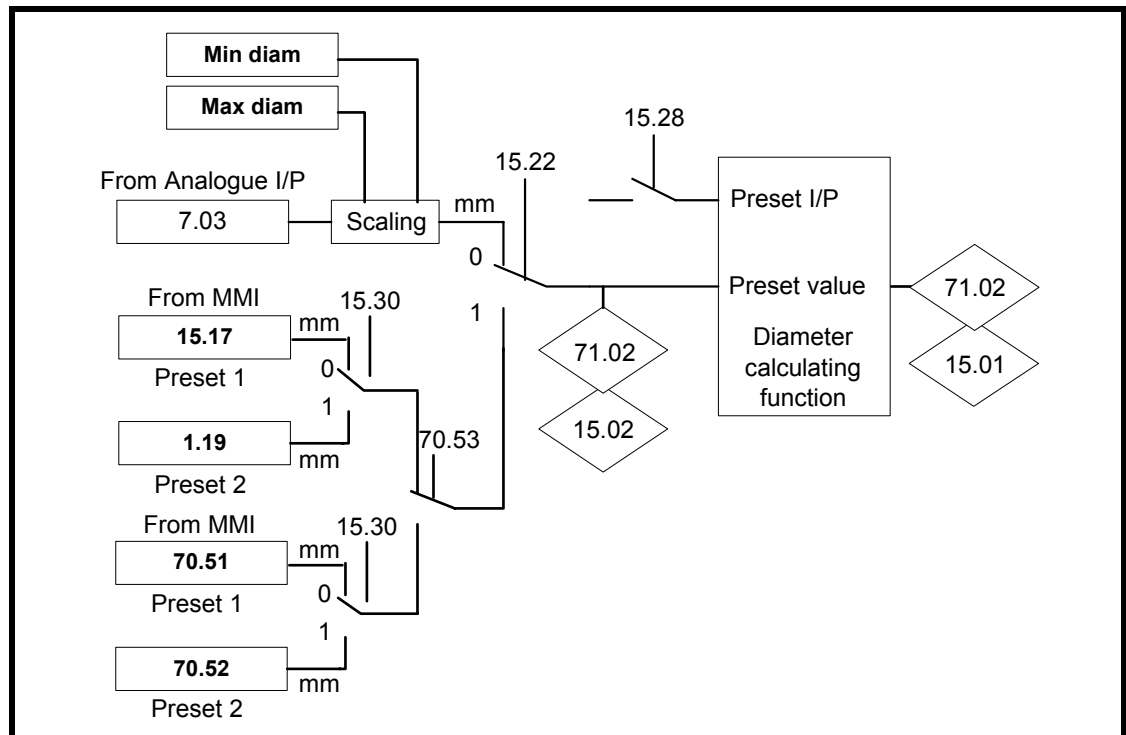 Min diam
Max diam
15.28
15.22
From Analogue I/P
mm
Preset I/P
7.03
Scaling
0
From MMI
15.30
Preset value
71.02
15.17
mm
1
Preset 1
0
71.02
Diameter
calculating
function
15.01
1
1.19
mm
70.53
15.02
Preset 2
From MMI
15.30
70.51
mm
Preset 1
0
1
70.52
mm
Preset 2